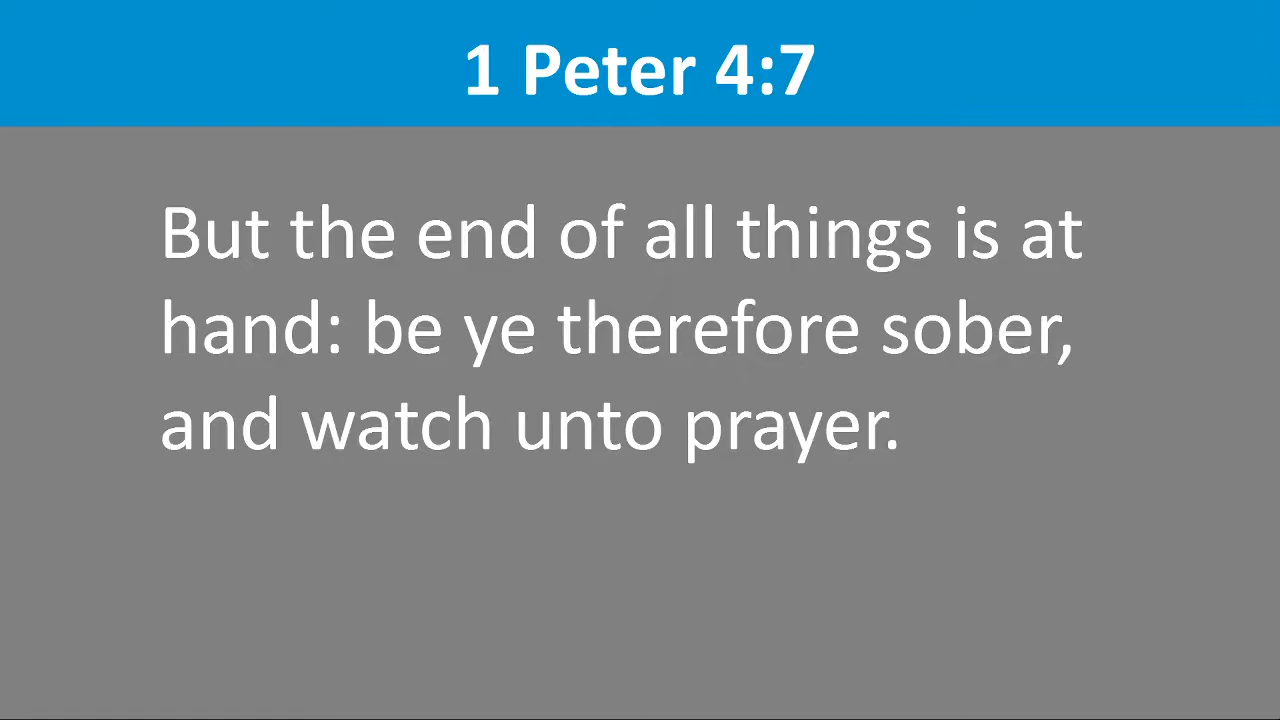 1 Peter 4:7
But the end of all things is at
hand: be ye therefore sober,
and watch unto prayer.